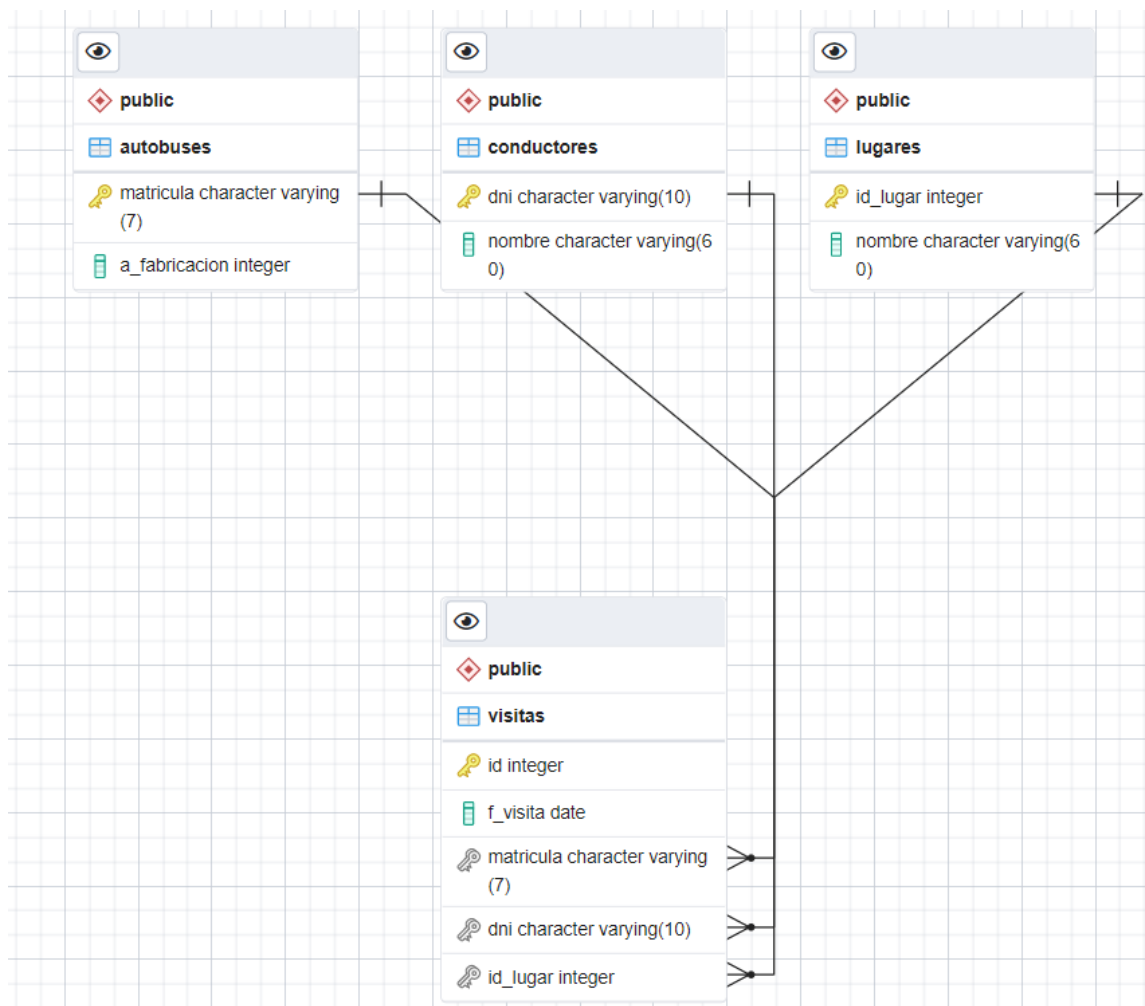 public
autobuses
matricula character varying
(7)
a_fabricacion integer
public
conductores
dni character varying(10)
nombre character varying(6
0)
public
lugares
id_lugar integer
nombre character varying(6
0)
public
visitas
id integer
f_visita date
matricula character varying
(7)
dni character varying(10)
id_lugar integer